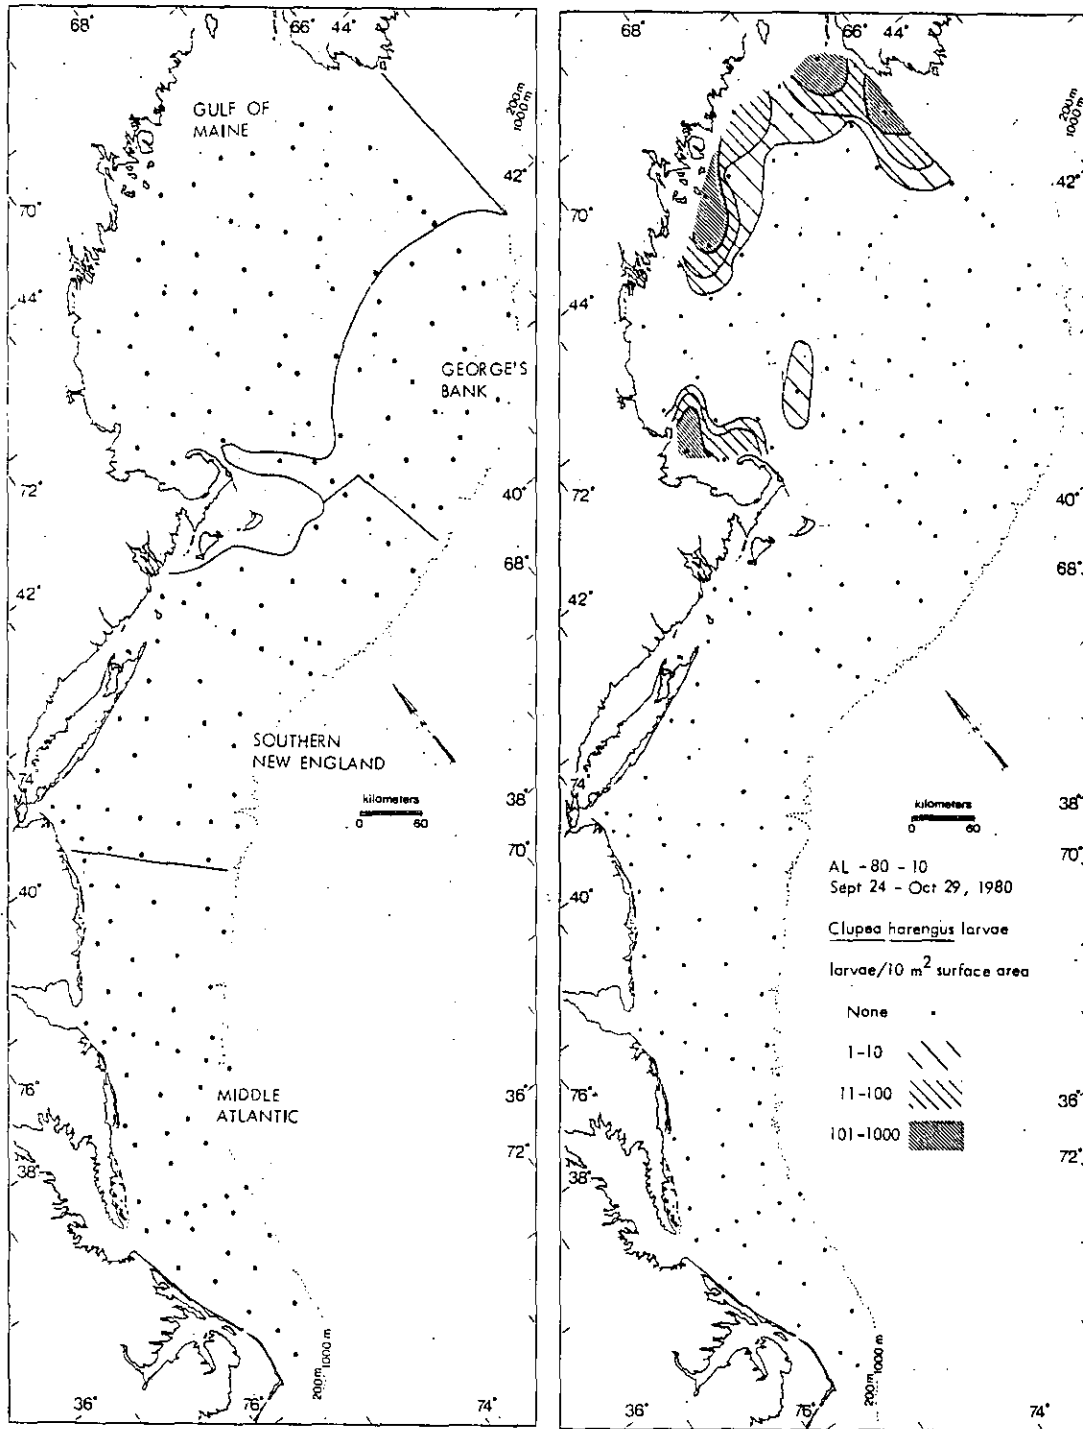 68°
66°
44°
GULF OF
MAINE
200m
1000m
42°
70°
44°
GEORGE'S
BANK
72°
40°
68°
42°
SOUTHERN
NEW ENGLAND
74
kilometers
0 60
38°
70°
40°
MIDDLE
ATLANTIC
76°
36°
72°
38°
200m
1000 m
36°
76°
74°
68°
66°
44°
200m
1000m
42°
70°
44°
72°
40°
68°
42°
74
kilometers
0 60
38°
70°
AL-80-10
Sept 24 - Oct 29, 1980
40°
Clupea harengus larvae
larvae/10 m² surface area
None
1-10
11-100
101-1000
76°
36°
72°
38°
200m
1000m
36°
76°
74°